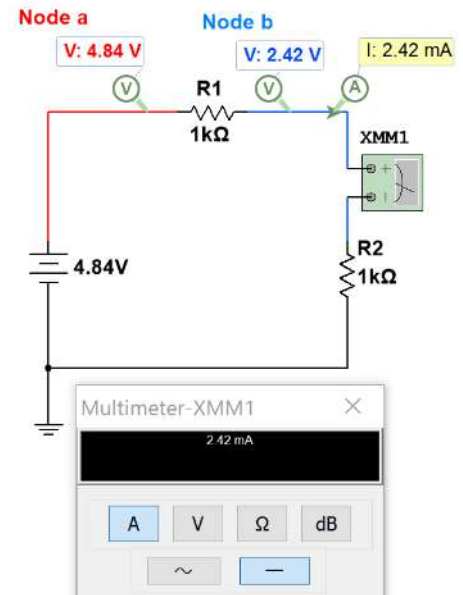 Node a
Node b
V: 4.84 V
V: 2.42 V
I: 2.42 mA
V
V
A
R1
1kΩ
XMM1
+
R2
1kΩ
4.84V
Multimeter-XMM1
2.42 mA
A V Ω dB
~ —